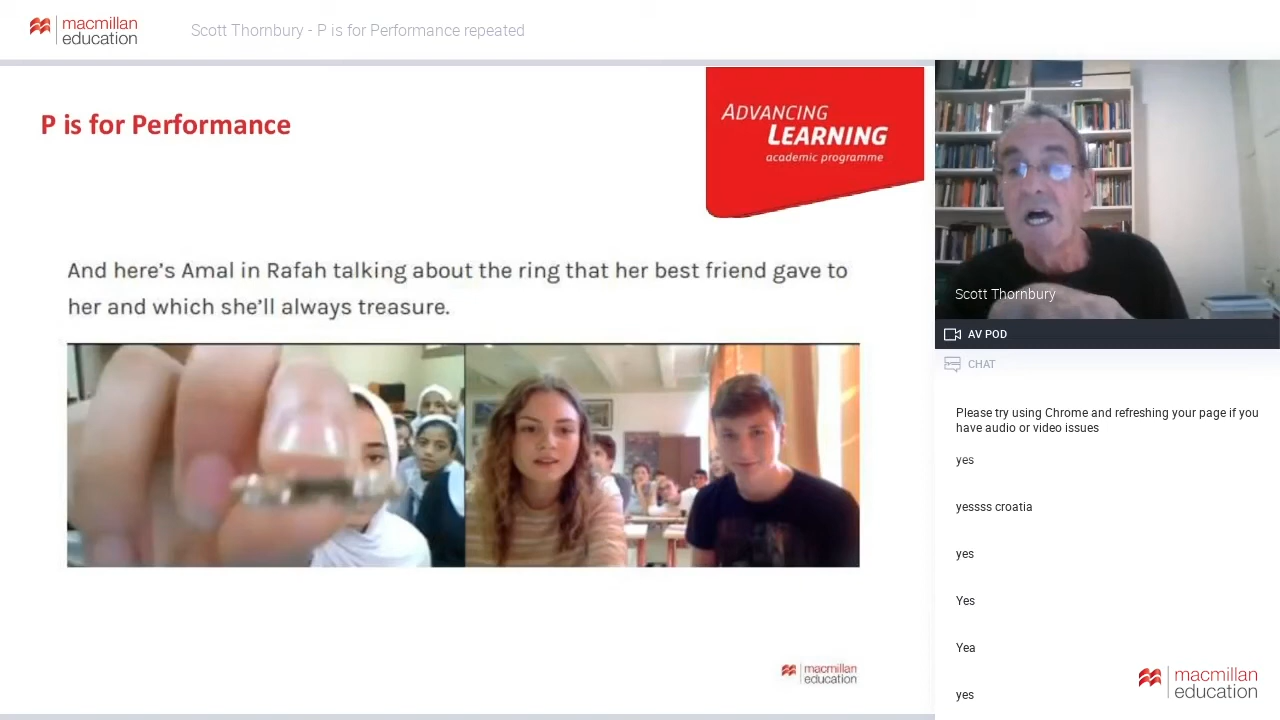 macmillan
education
Scott Thornbury - P is for Performance repeated
P is for Performance
ADVANCING
LEARNING
academic programme
And here's Amal in Rafah talking about the ring that her best friend gave to
her and which she'll always treasure.
macmillan
education
Scott Thornbury
AV POD
CHAT
Please try using Chrome and refreshing your page if you
have audio or video issues
yes
yessss croatia
yes
Yes
Yea
yes
macmillan
education